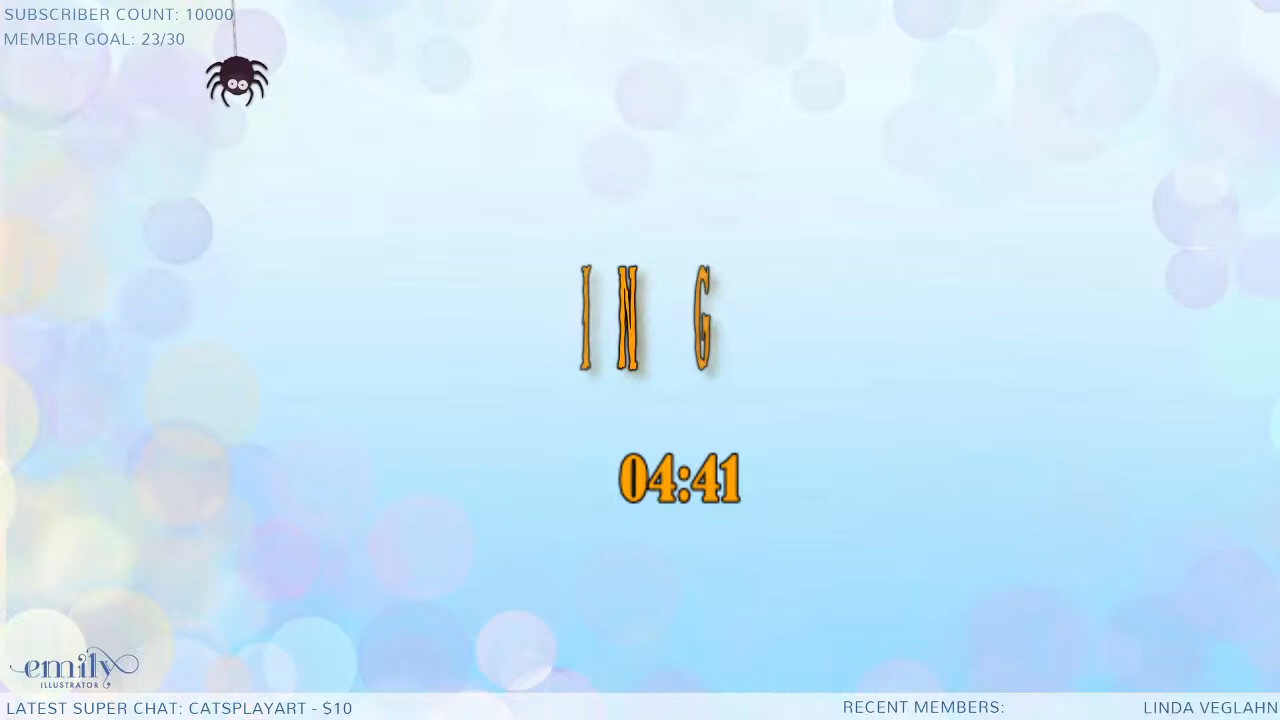 SUBSCRIBER COUNT: 10000
MEMBER GOAL: 23/30
I N G
04:41
emily
ILLUSTRATOR
LATEST SUPER CHAT: CATSPLAYART - $10
RECENT MEMBERS: LINDA VEGLAHN